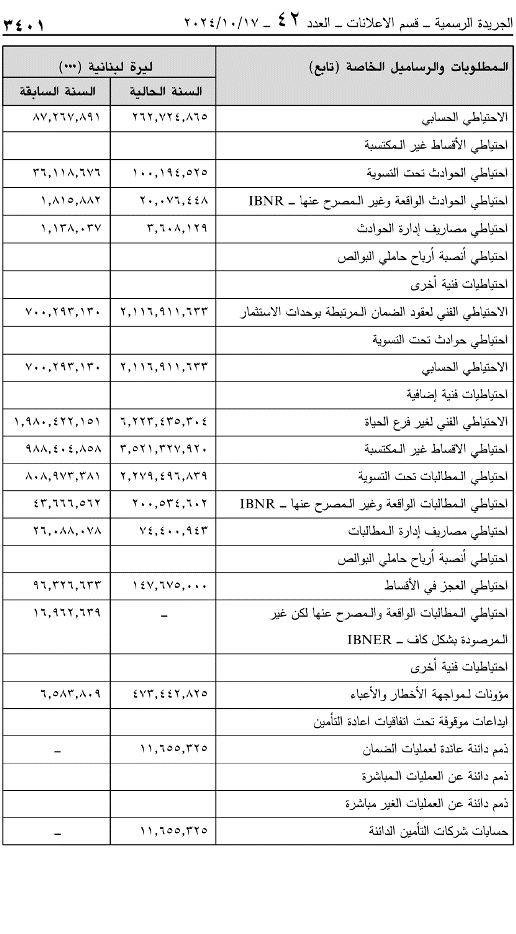 الجريدة الرسمية ـ قسم الاعلانات ـ العدد ٤٢ ـ ٢٠٢٤/١٠/١٧ ٣٤٠١
المطلوبات والرساميل الخاصة (تابع) ليرة لبنانية (٠٠٠)
السنة الحالية السنة السابقة
الاحتياطي الحسابي ٢٦٢,٧٢٤,٨٦٥ ٨٧,٢٦٧,٨٩١
احتياطي الأقساط غير المكتسبة
احتياطي الحوادث تحت التسوية ١٠٠,١٩٤,٥٢٥ ٣٦,١١٨,٦٧٦
احتياطي الحوادث الواقعة وغير المصرح عنها ـ IBNR ٢٠,٠٧٦,٤٤٨ ١,٨١٥,٨٨٢
احتياطي مصاريف إدارة الحوادث ٣,٦٠٨,١٢٩ ١,١٣٨,٠٣٧
احتياطي أنصبة أرباح حاملي البوالص
احتياطيات فنية أخرى
الاحتياطي الفني لعقود الضمان المرتبطة بوحدات الاستثمار ٢,١١٦,٩١١,٦٣٣ ٧٠٠,٢٩٣,١٣٠
احتياطي حوادث تحت التسوية
الاحتياطي الحسابي ٢,١١٦,٩١١,٦٣٣ ٧٠٠,٢٩٣,١٣٠
احتياطيات فنية إضافية
الاحتياطي الفني لغير فرع الحياة ٦,٢٢٣,٤٣٥,٣٠٤ ١,٩٨٠,٤٢٢,١٥١
احتياطي الاقساط غير المكتسبة ٣,٥٢١,٣٢٧,٩٢٠ ٩٨٨,٤٠٤,٨٥٨
احتياطي المطالبات تحت التسوية ٢,٢٧٩,٤٩٦,٨٣٩ ٨٠٨,٩٧٣,٣٨١
احتياطي المطالبات الواقعة وغير المصرح عنها ـ IBNR ٢٠٠,٥٣٤,٦٠٢ ٤٣,٦٦٦,٥٦٢
احتياطي مصاريف إدارة المطالبات ٧٤,٤٠٠,٩٤٣ ٢٦,٠٨٨,٠٧٨
احتياطي أنصبة أرباح حاملي البوالص
احتياطي العجز في الأقساط ١٤٧,٦٧٥,٠٠٠ ٩٦,٣٢٦,٦٣٣
احتياطي المطالبات الواقعة والمصرح عنها لكن غير ـ ١٦,٩٦٢,٦٣٩
المرصودة بشكل كاف ـ IBNER
احتياطيات فنية أخرى
مؤونات لمواجهة الأخطار والأعباء ٤٧٣,٤٤٢,٨٢٥ ٦,٥٨٣,٨٠٩
ايداعات موقوفة تحت اتفاقيات اعادة التأمين
ذمم دائنة عائدة لعمليات الضمان ١١,٦٥٥,٣٢٥ ـ
ذمم دائنة عن العمليات المباشرة
ذمم دائنة عن العمليات الغير مباشرة
حسابات شركات التأمين الدائنة ١١,٦٥٥,٣٢٥ ـ